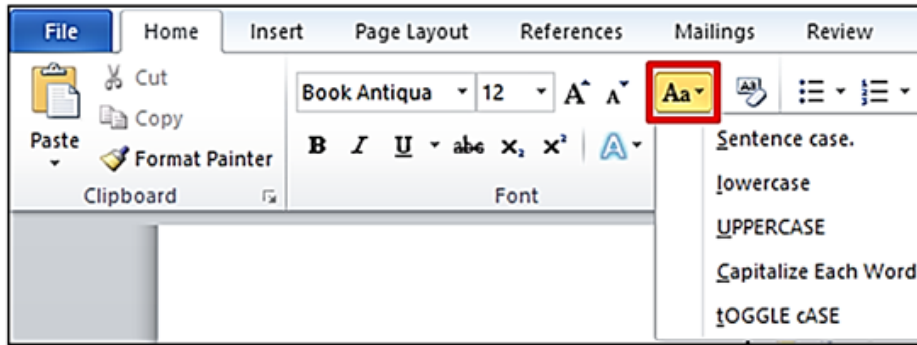 File Home Insert Page Layout References Mailings Review
Cut
Copy
Paste
Format Painter
Clipboard
Book Antiqua 12 A A Aa
B I U abc X₂ X² A
Font
Sentence case.
lowercase
UPPERCASE
Capitalize Each Word
tOGGLE cASE